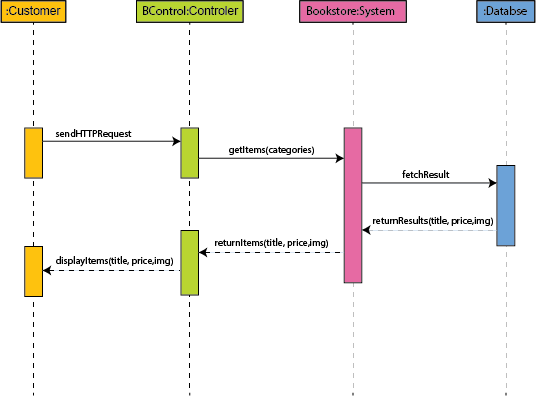 :Customer
BControl:Controler
Bookstore:System
:Databse
sendHTTPRequest
getItems(categories)
fetchResult
returnResults(title, price,img)
returnItems(title, price,img)
displayItems(title, price,img)